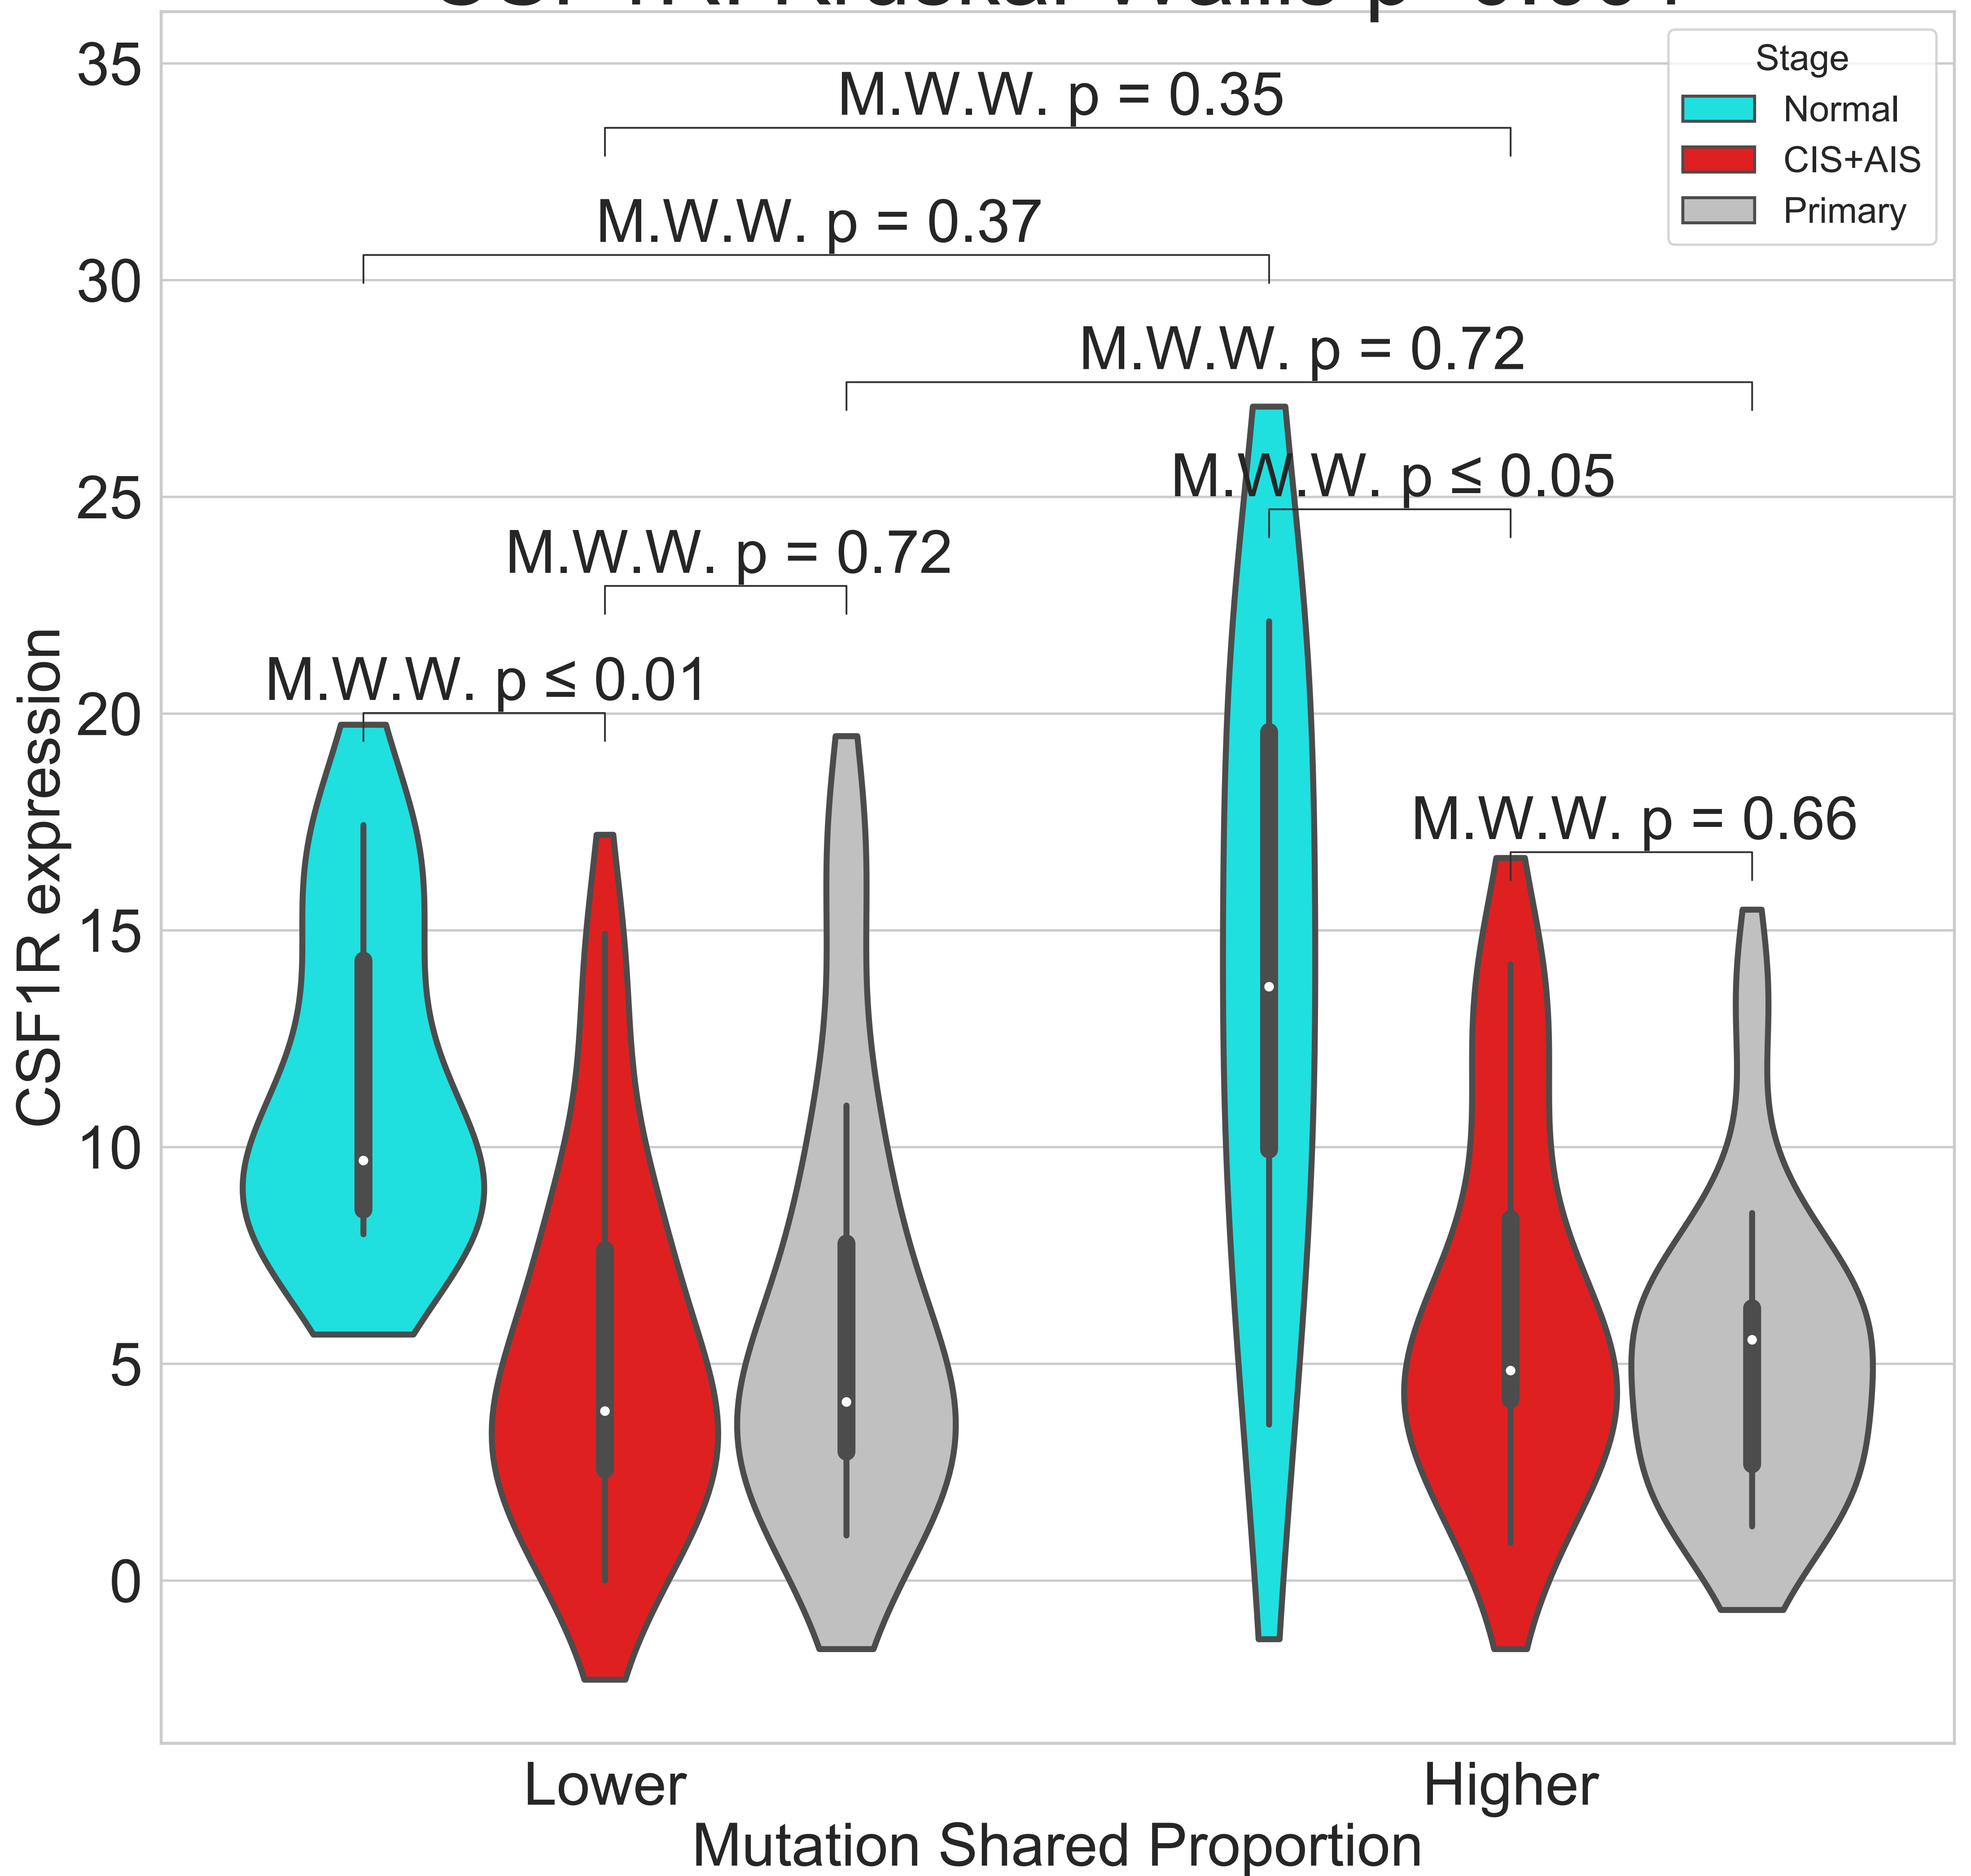 35
30
25
20
15
10
5
0
CSF1R expression
M.W.W. p = 0.35
M.W.W. p = 0.37
M.W.W. p = 0.72
M.W.W. p ≤ 0.05
M.W.W. p = 0.72
M.W.W. p ≤ 0.01
M.W.W. p = 0.66
Stage
Normal
CIS+AIS
Primary
Lower
Higher
Mutation Shared Proportion